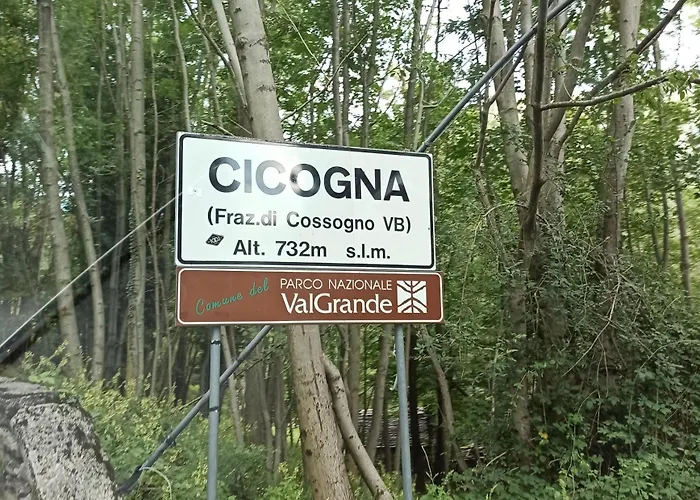 CICOGNA
(Fraz.di Cossogno VB)
Alt. 732m s.l.m.
Comune del PARCO NAZIONALE
ValGrande